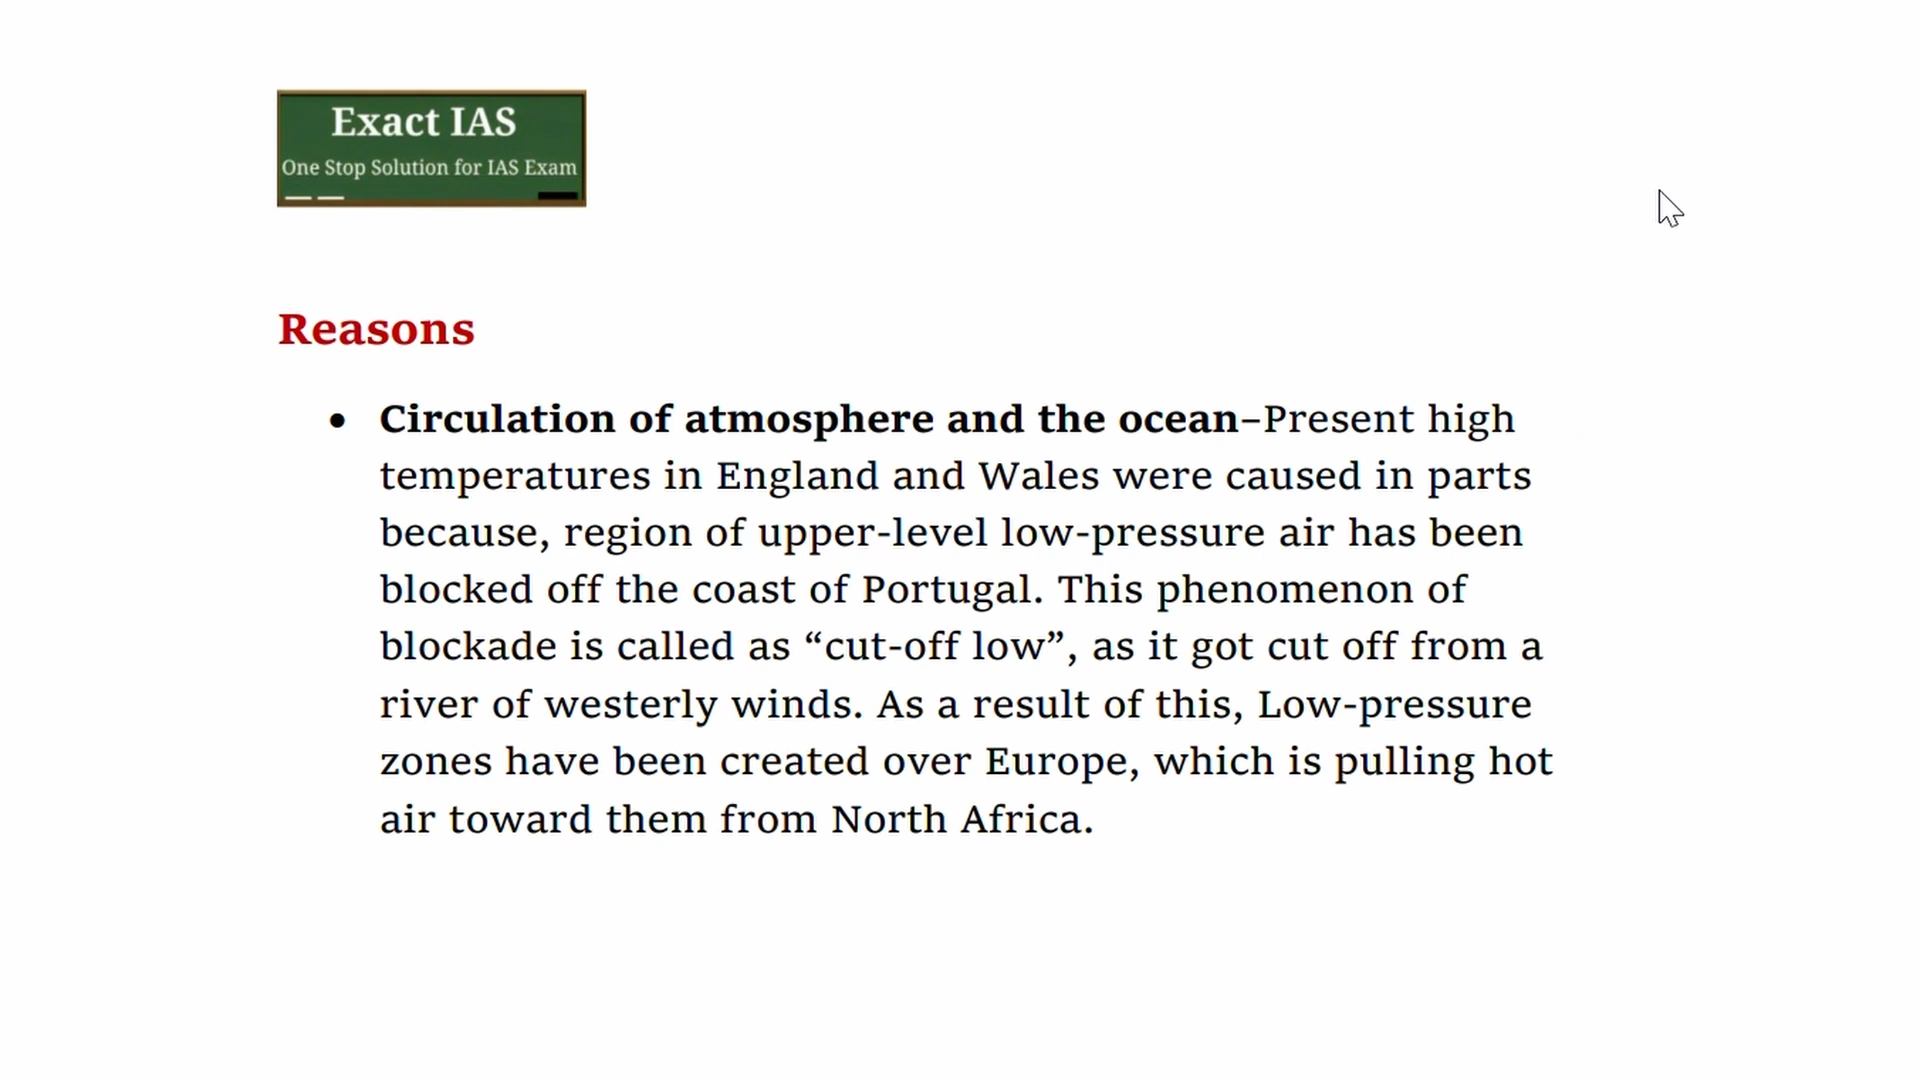 Exact IAS
One Stop Solution for IAS Exam
Reasons
• Circulation of atmosphere and the ocean–Present high
temperatures in England and Wales were caused in parts
because, region of upper-level low-pressure air has been
blocked off the coast of Portugal. This phenomenon of
blockade is called as “cut-off low”, as it got cut off from a
river of westerly winds. As a result of this, Low-pressure
zones have been created over Europe, which is pulling hot
air toward them from North Africa.